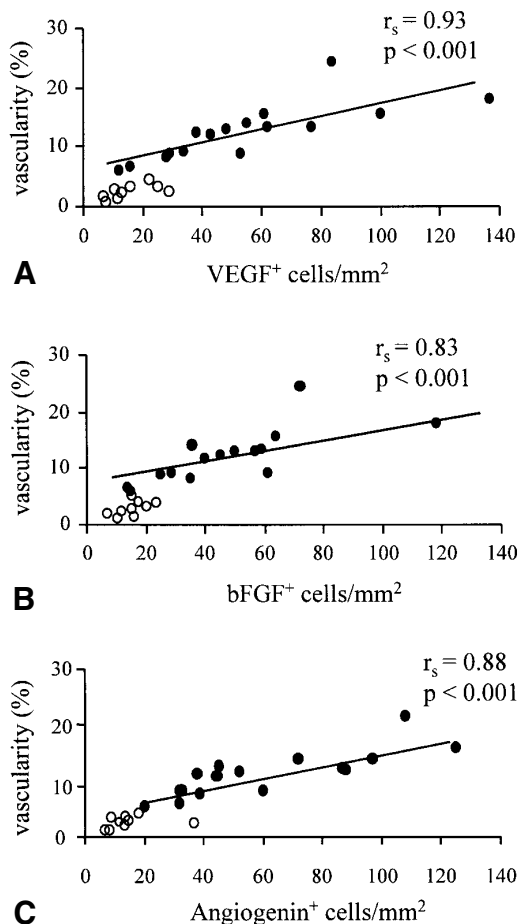 r_s = 0.93
p < 0.001
vascularity (%)
30
20
10
0
0 20 40 60 80 100 120 140
A
VEGF⁺ cells/mm²
r_s = 0.83
p < 0.001
vascularity (%)
30
20
10
0
0 20 40 60 80 100 120 140
B
bFGF⁺ cells/mm²
r_s = 0.88
p < 0.001
vascularity (%)
30
20
10
0
0 20 40 60 80 100 120 140
C
Angiogenin⁺ cells/mm²